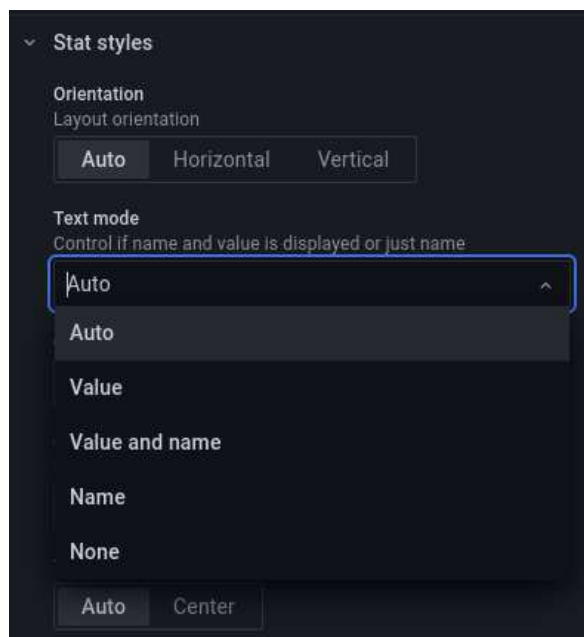 Stat styles
Orientation
Layout orientation
Auto Horizontal Vertical
Text mode
Control if name and value is displayed or just name
Auto
Auto
Value
Value and name
Name
None
Auto Center